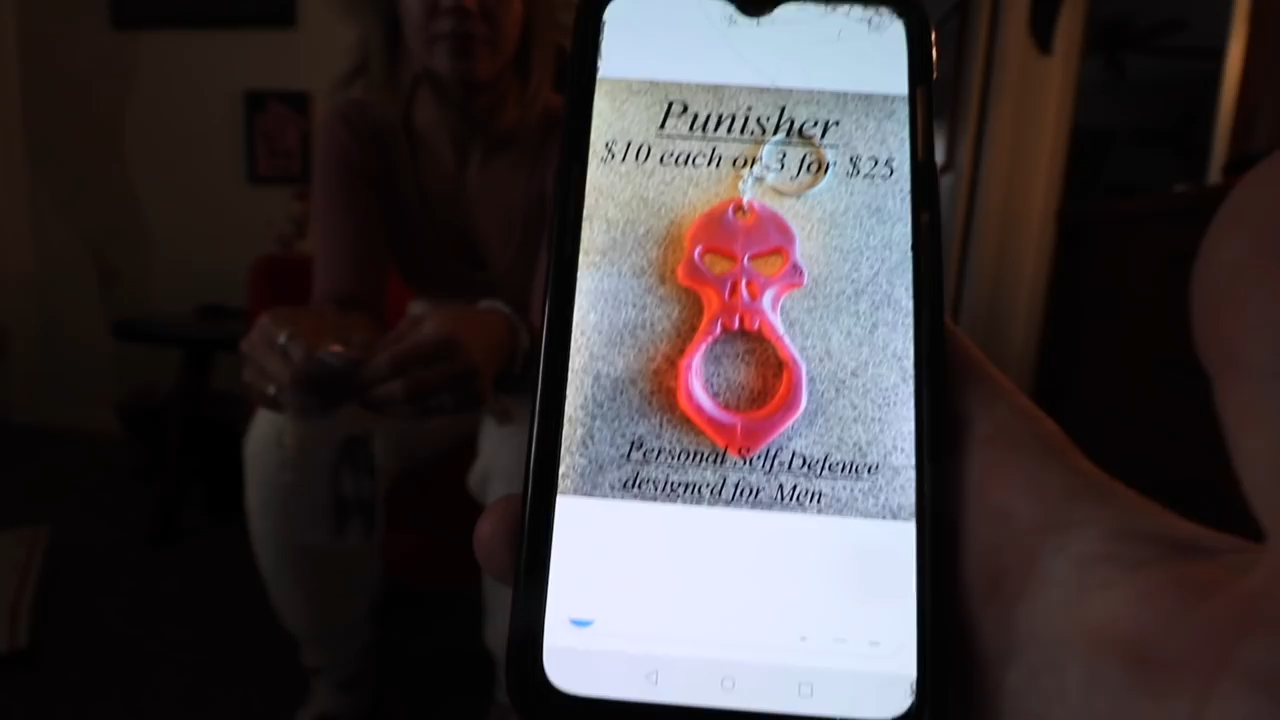 Punisher
$10 each or 3 for $25
Personal Self-Defence
designed for Men